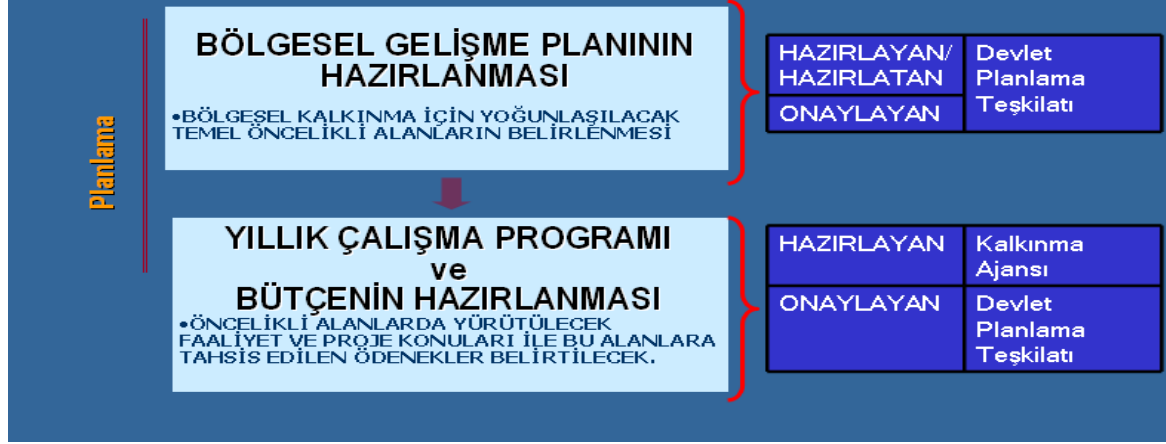 Planlama
BÖLGESEL GELİŞME PLANININ
HAZIRLANMASI
•BÖLGESEL KALKINMA İÇİN YOĞUNLAŞILACAK
TEMEL ÖNCELİKLİ ALANLARIN BELİRLENMESİ
HAZIRLAYAN/
HAZIRLATAN
ONAYLAYAN
Devlet
Planlama
Teşkilatı
YILLIK ÇALIŞMA PROGRAMI
ve
BÜTÇENİN HAZIRLANMASI
•ÖNCELİKLİ ALANLARDA YÜRÜTÜLECEK
FAALİYET VE PROJE KONULARI İLE BU ALANLARA
TAHSİS EDİLEN ÖDENEKLER BELİRTİLECEK.
HAZIRLAYAN
Kalkınma
Ajansı
ONAYLAYAN
Devlet
Planlama
Teşkilatı